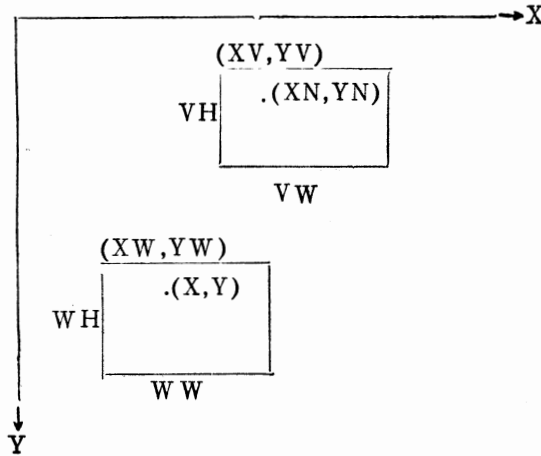 X
(XV,YV)
.(XN,YN)
VH
VW
(XW,YW)
.(X,Y)
WH
WW
Y